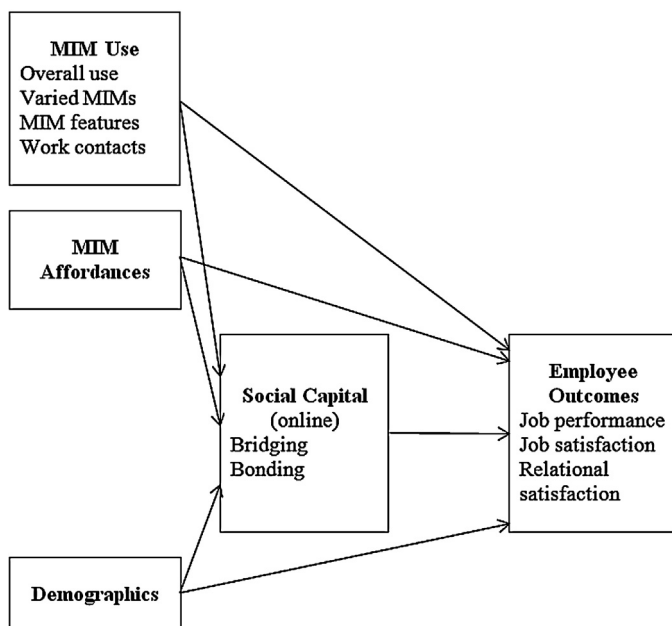 MIM Use
Overall use
Varied MIMs
MIM features
Work contacts
MIM
Affordances
Social Capital
(online)
Bridging
Bonding
Employee
Outcomes
Job performance
Job satisfaction
Relational
satisfaction
Demographics